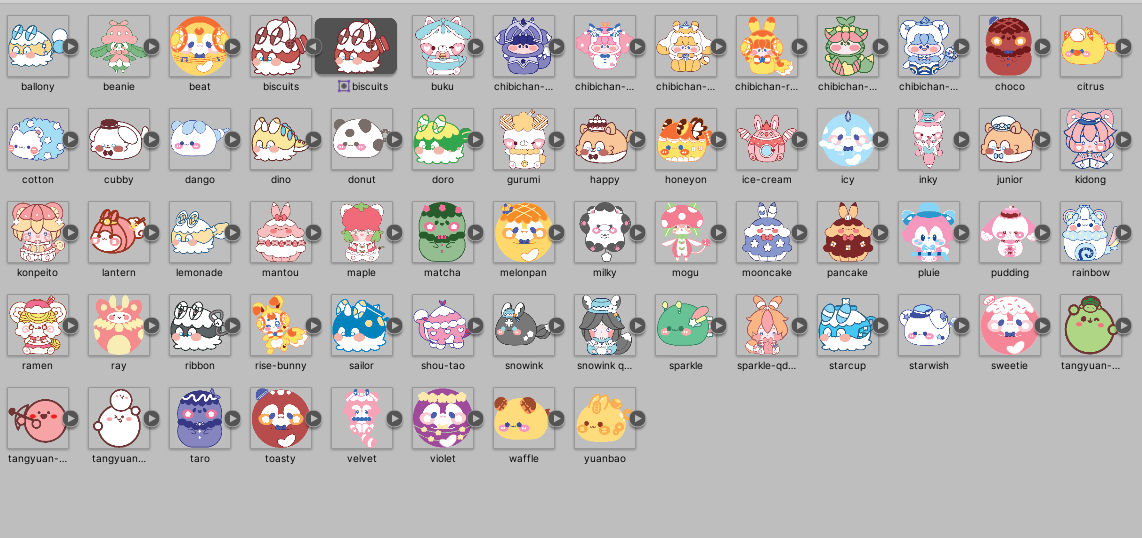 ballony
beanie
beat
biscuits
biscuits
buku
chibichan-...
chibichan-...
chibichan-...
chibichan-r...
chibichan-...
chibichan-...
choco
citrus
cotton
cubby
dango
dino
donut
doro
gurumi
happy
honeyon
ice-cream
icy
inky
junior
kidong
konpeito
lantern
lemonade
mantou
maple
matcha
melonpan
milky
mogu
mooncake
pancake
pluie
pudding
rainbow
ramen
ray
ribbon
rise-bunny
sailor
shou-tao
snowink
snowink q...
sparkle
sparkle-qd...
starcup
starwish
sweetie
tangyuan-...
tangyuan-...
tangyuan...
taro
toasty
velvet
violet
waffle
yuanbao